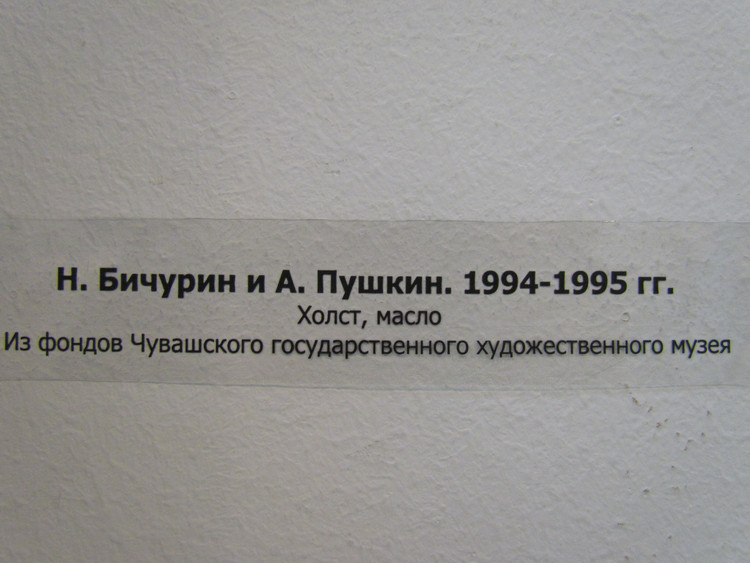 Н. Бичурин и А. Пушкин. 1994-1995 гг.
Холст, масло
Из фондов Чувашского государственного художественного музея